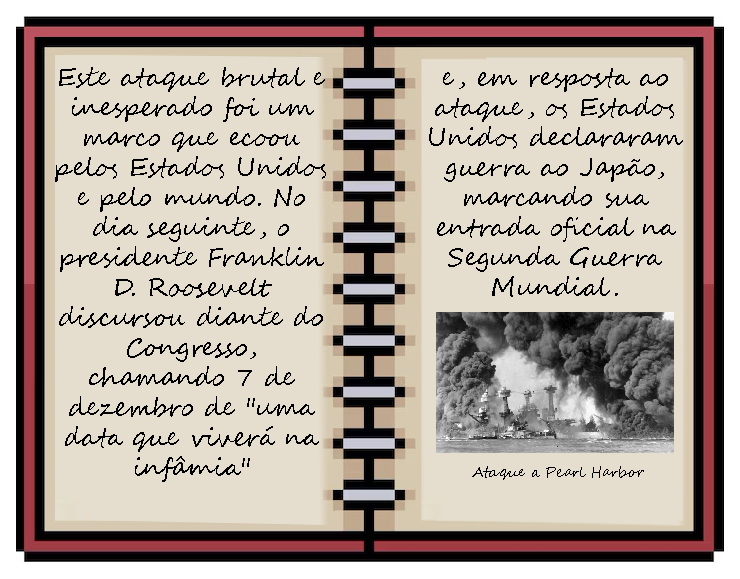 Este ataque brutal e
inesperado foi um
marco que ecoou
pelos Estados Unidos
e pelo mundo. No
dia seguinte, o
presidente Franklin
D. Roosevelt
discursou diante do
Congresso,
chamando 7 de
dezembro de "uma
data que viverá na
infâmia"
e, em resposta ao
ataque, os Estados
Unidos declararam
guerra ao Japão,
marcando sua
entrada oficial na
Segunda Guerra
Mundial.
Ataque a Pearl Harbor